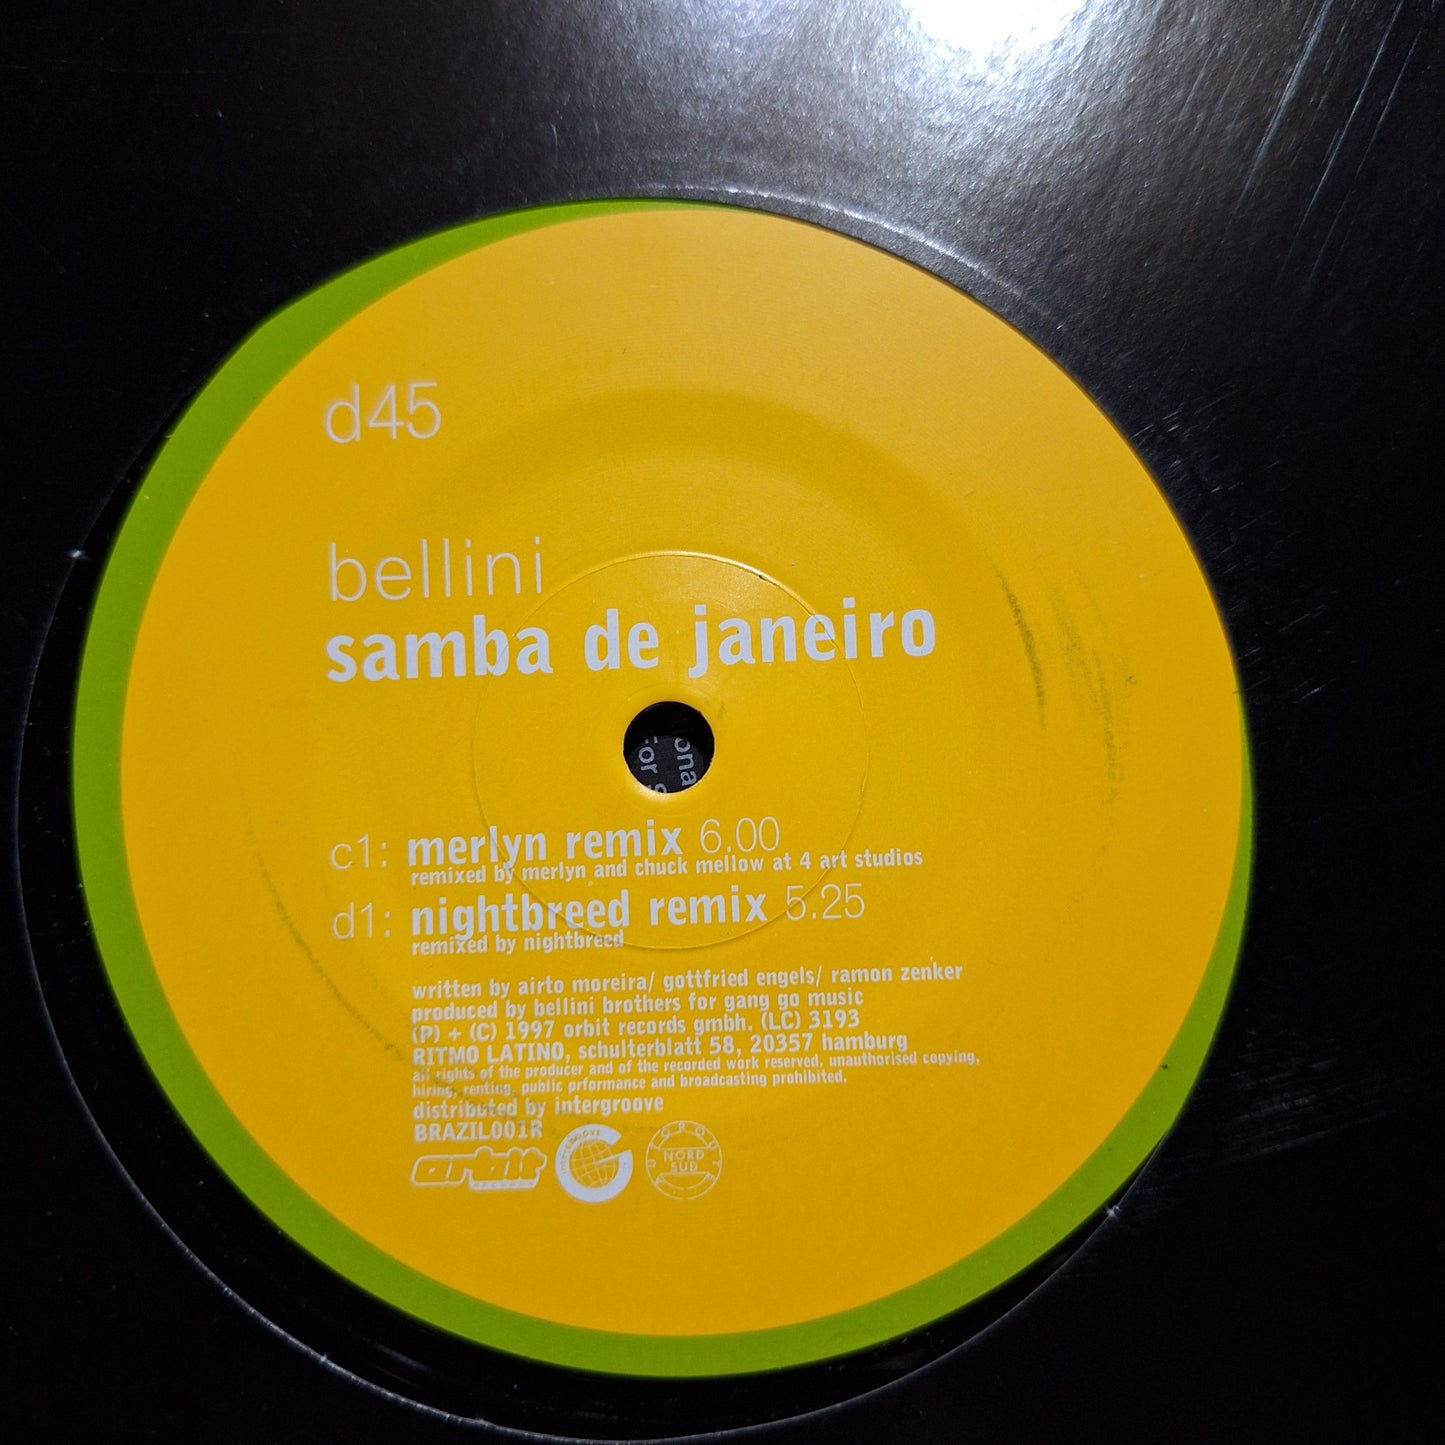 d45
bellini
samba de janeiro
c1: merlyn remix 6.00
remixed by merlyn and chuck mellow at 4 art studios
d1: nightbreed remix 5.25
remixed by nightbreed
written by airto moreira/ gottfried engels/ ramon zenker
produced by bellini brothers for gang go music
(P) + (C) 1997 orbit records gmbh. (LC) 3193
RITMO LATINO, schulterblatt 58, 20357 hamburg
all rights of the producer and of the recorded work reserved, unauthorised copying,
hiring, renting, public prformance and broadcasting prohibited.
distributed by intergroove
BRAZIL001R
orbit
RECORDS
INTERGROOVE
NORD
SUD